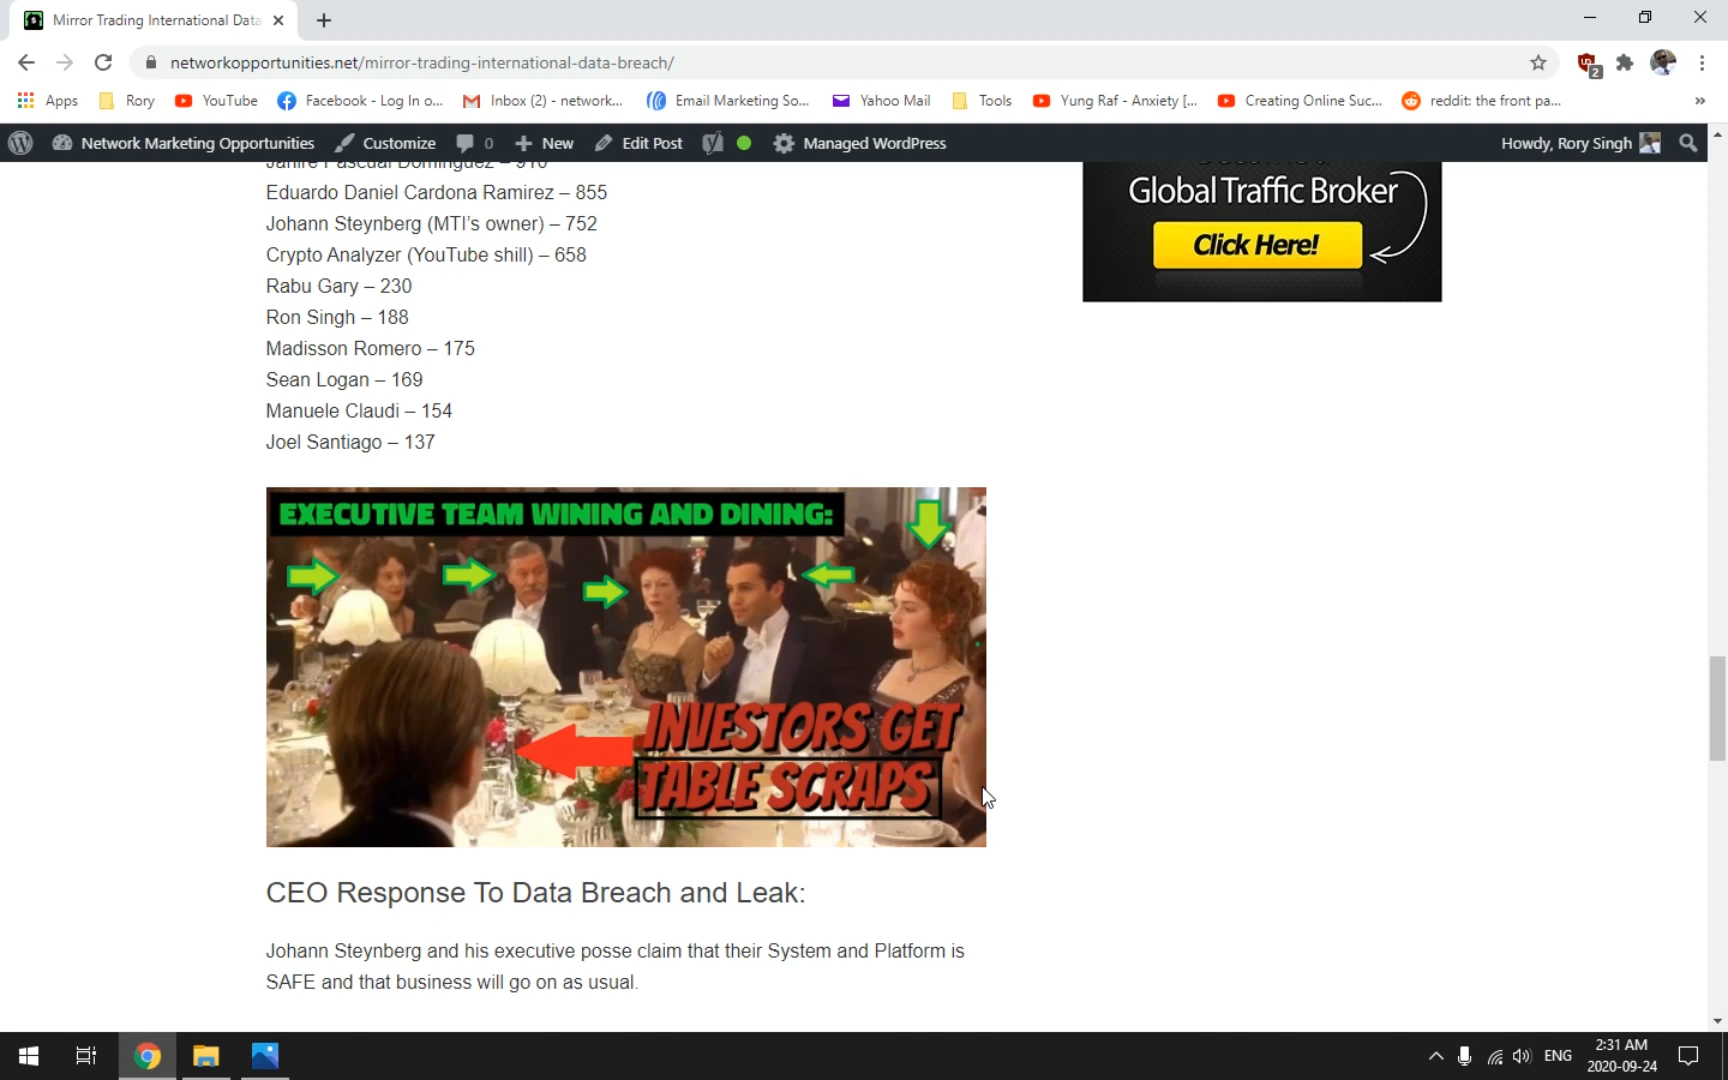 Mirror Trading International Data
networkopportunities.net/mirror-trading-international-data-breach/
2
Apps
Rory
YouTube
Facebook - Log In o...
Inbox (2) - network...
Email Marketing So...
Yahoo Mail
Tools
Yung Raf - Anxiety [...
Creating Online Suc...
reddit: the front pa...
Network Marketing Opportunities
Customize
0
New
Edit Post
Managed WordPress
Howdy, Rory Singh
Eduardo Daniel Cardona Ramirez – 855
Johann Steynberg (MTI's owner) – 752
Crypto Analyzer (YouTube shill) – 658
Rabu Gary – 230
Ron Singh – 188
Madisson Romero – 175
Sean Logan – 169
Manuele Claudi – 154
Joel Santiago – 137
Global Traffic Broker
Click Here!
EXECUTIVE TEAM WINING AND DINING:
INVESTORS GET
TABLE SCRAPS
CEO Response To Data Breach and Leak:
Johann Steynberg and his executive posse claim that their System and Platform is
SAFE and that business will go on as usual.
ENG
2:31 AM
2020-09-24